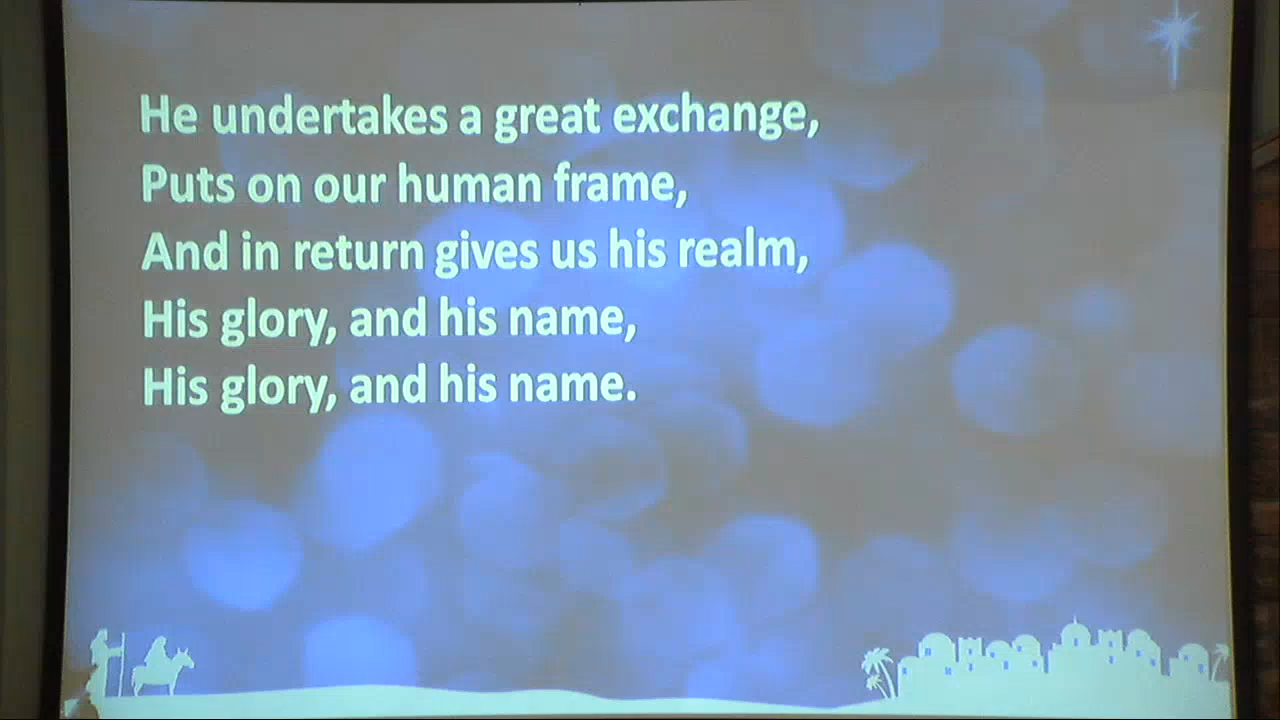 He undertakes a great exchange,
Puts on our human frame,
And in return gives us his realm,
His glory, and his name,
His glory, and his name.